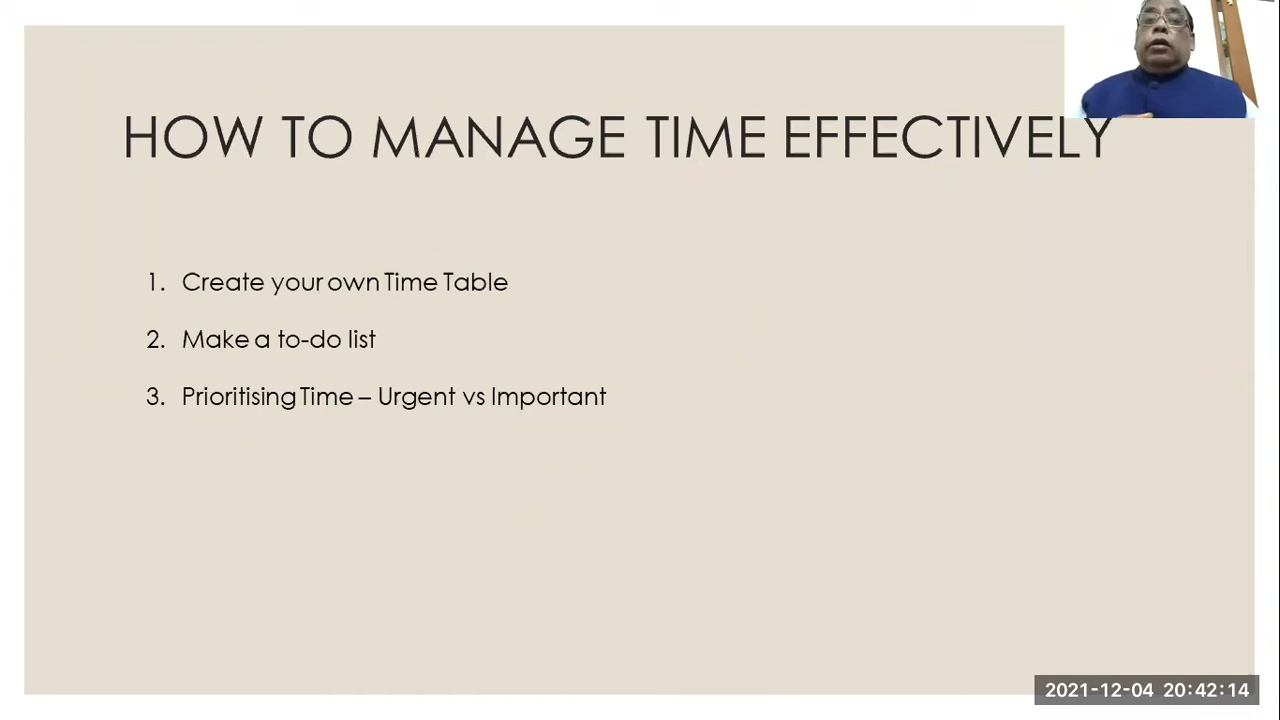 HOW TO MANAGE TIME EFFECTIVELY
1. Create your own Time Table
2. Make a to-do list
3. Prioritising Time – Urgent vs Important
2021-12-04 20:42:14